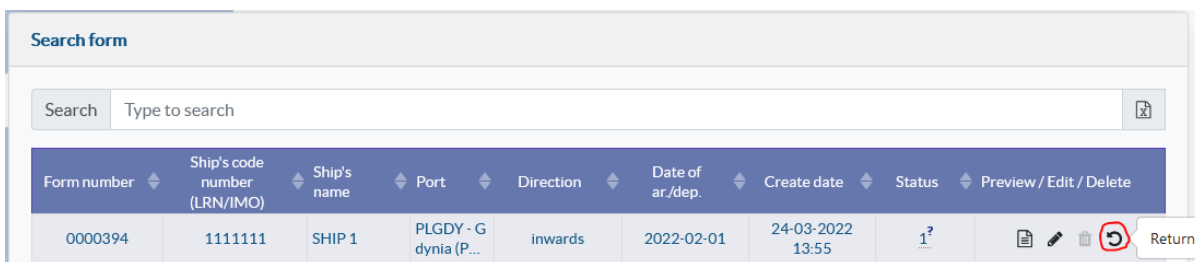 Search form
Search Type to search
Form number Ship's code number (LRN/IMO) Ship's name Port Direction Date of ar./dep. Create date Status Preview / Edit / Delete
0000394 1111111 SHIP 1 PLGDY - G dynia (P... inwards 2022-02-01 24-03-2022 13:55 1? Return